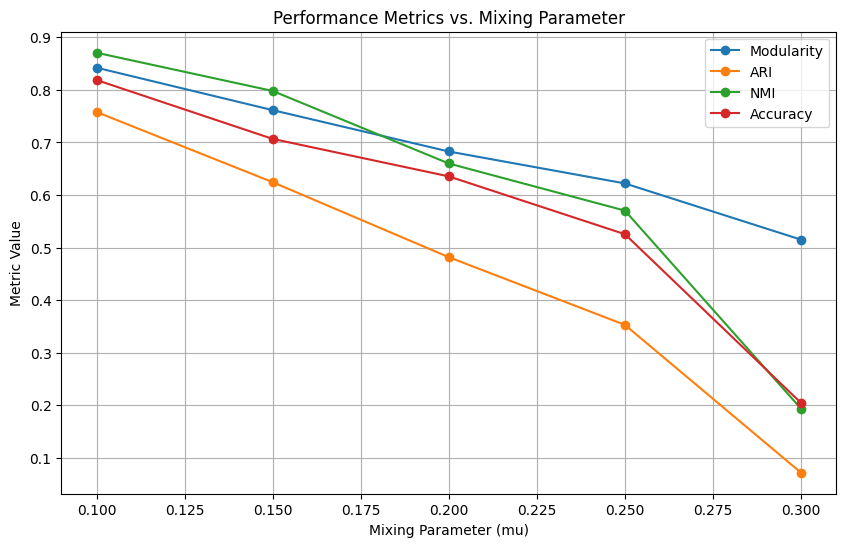 Performance Metrics vs. Mixing Parameter
Modularity
ARI
NMI
Accuracy
Metric Value
0.9
0.8
0.7
0.6
0.5
0.4
0.3
0.2
0.1
0.100 0.125 0.150 0.175 0.200 0.225 0.250 0.275 0.300
Mixing Parameter (mu)